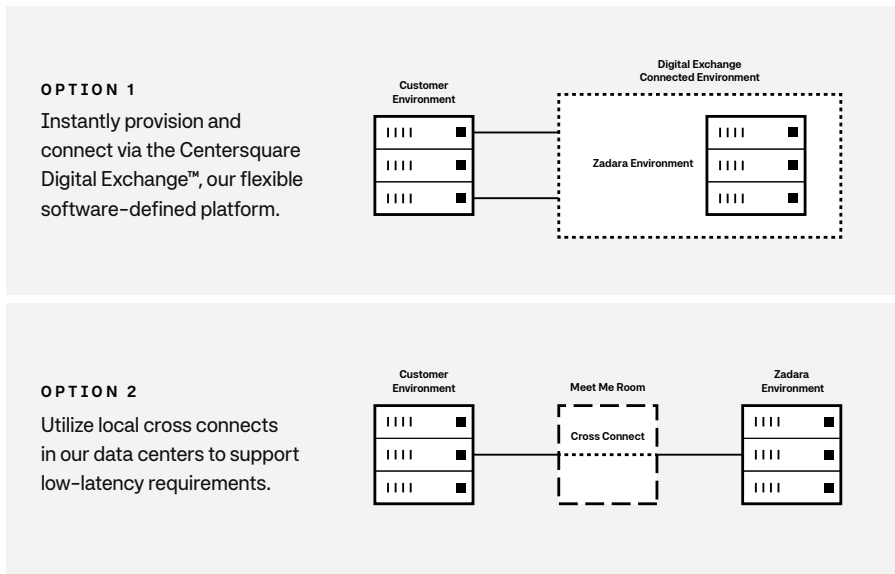 OPTION 1
Instantly provision and
connect via the Centersquare
Digital Exchange™, our flexible
software-defined platform.
Customer
Environment
Digital Exchange
Connected Environment
Zadara Environment
OPTION 2
Utilize local cross connects
in our data centers to support
low-latency requirements.
Customer
Environment
Meet Me Room
Cross Connect
Zadara
Environment